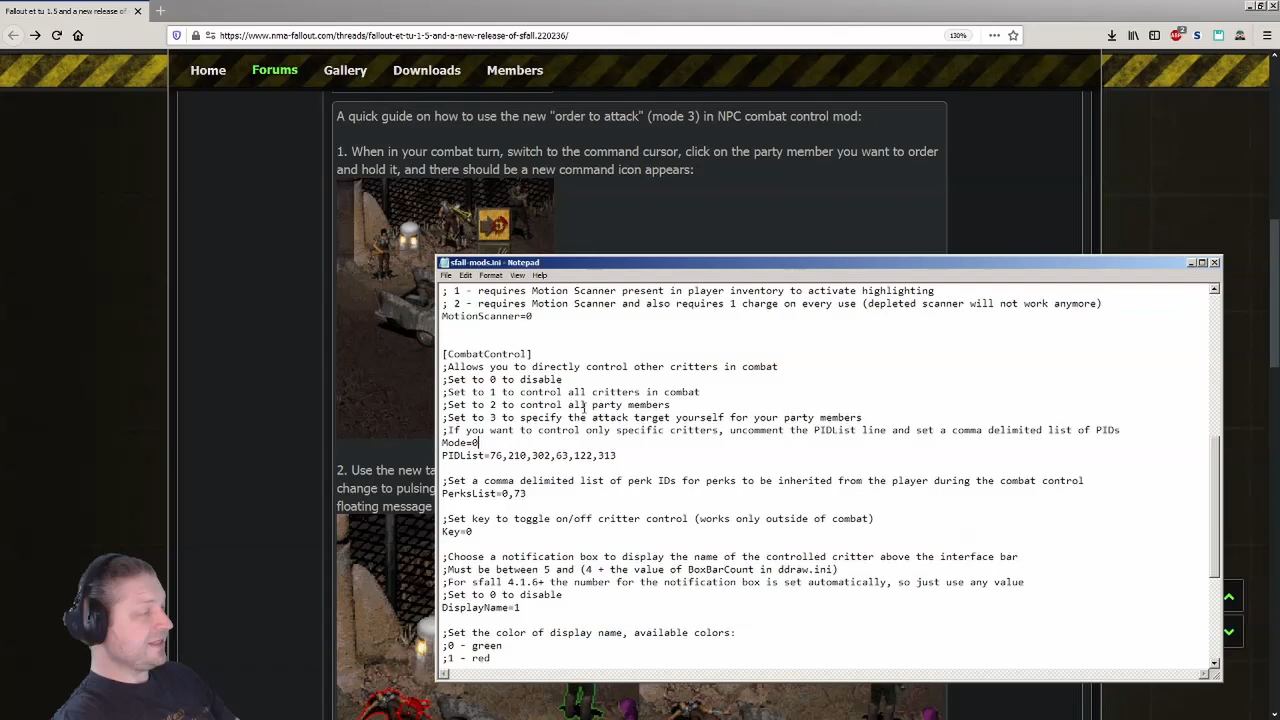 Fallout et tu 1.5 and a new release of
https://www.nma-fallout.com/threads/fallout-et-tu-1-5-and-a-new-release-of-sfall.220236/
130%
2
Home
Forums
Gallery
Downloads
Members
A quick guide on how to use the new "order to attack" (mode 3) in NPC combat control mod:
1. When in your combat turn, switch to the command cursor, click on the party member you want to order
and hold it, and there should be a new command icon appears:
2. Use the new ta
change to pulsing
floating message
sfall-mods.ini - Notepad
File Edit Format View Help
; 1 - requires Motion Scanner present in player inventory to activate highlighting
; 2 - requires Motion Scanner and also requires 1 charge on every use (depleted scanner will not work anymore)
MotionScanner=0
[CombatControl]
;Allows you to directly control other critters in combat
;Set to 0 to disable
;Set to 1 to control all critters in combat
;Set to 2 to control all party members
;Set to 3 to specify the attack target yourself for your party members
;If you want to control only specific critters, uncomment the PIDList line and set a comma delimited list of PIDs
Mode=0
PIDList=76,210,302,63,122,313
;Set a comma delimited list of perk IDs for perks to be inherited from the player during the combat control
PerksList=0,73
;Set key to toggle on/off critter control (works only outside of combat)
Key=0
;Choose a notification box to display the name of the controlled critter above the interface bar
;Must be between 5 and (4 + the value of BoxBarCount in ddraw.ini)
;For sfall 4.1.6+ the number for the notification box is set automatically, so just use any value
;Set to 0 to disable
DisplayName=1
;Set the color of display name, available colors:
;0 - green
;1 - red